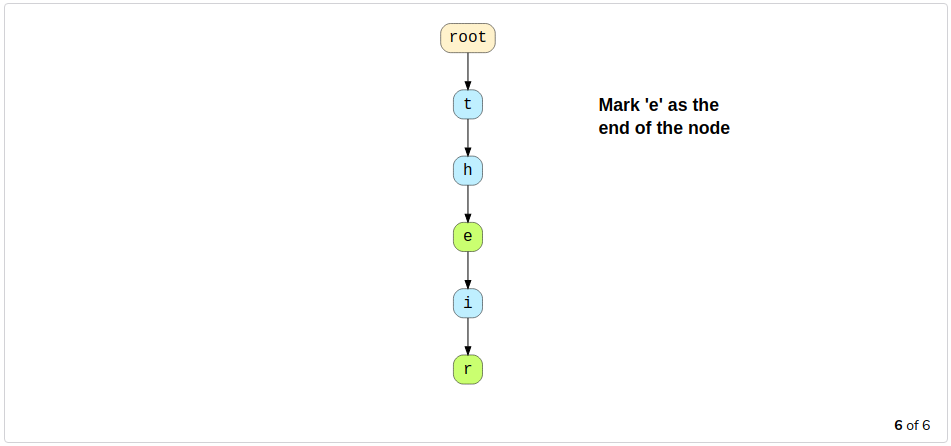 root
t
Mark 'e' as the
end of the node
h
e
i
r
6 of 6